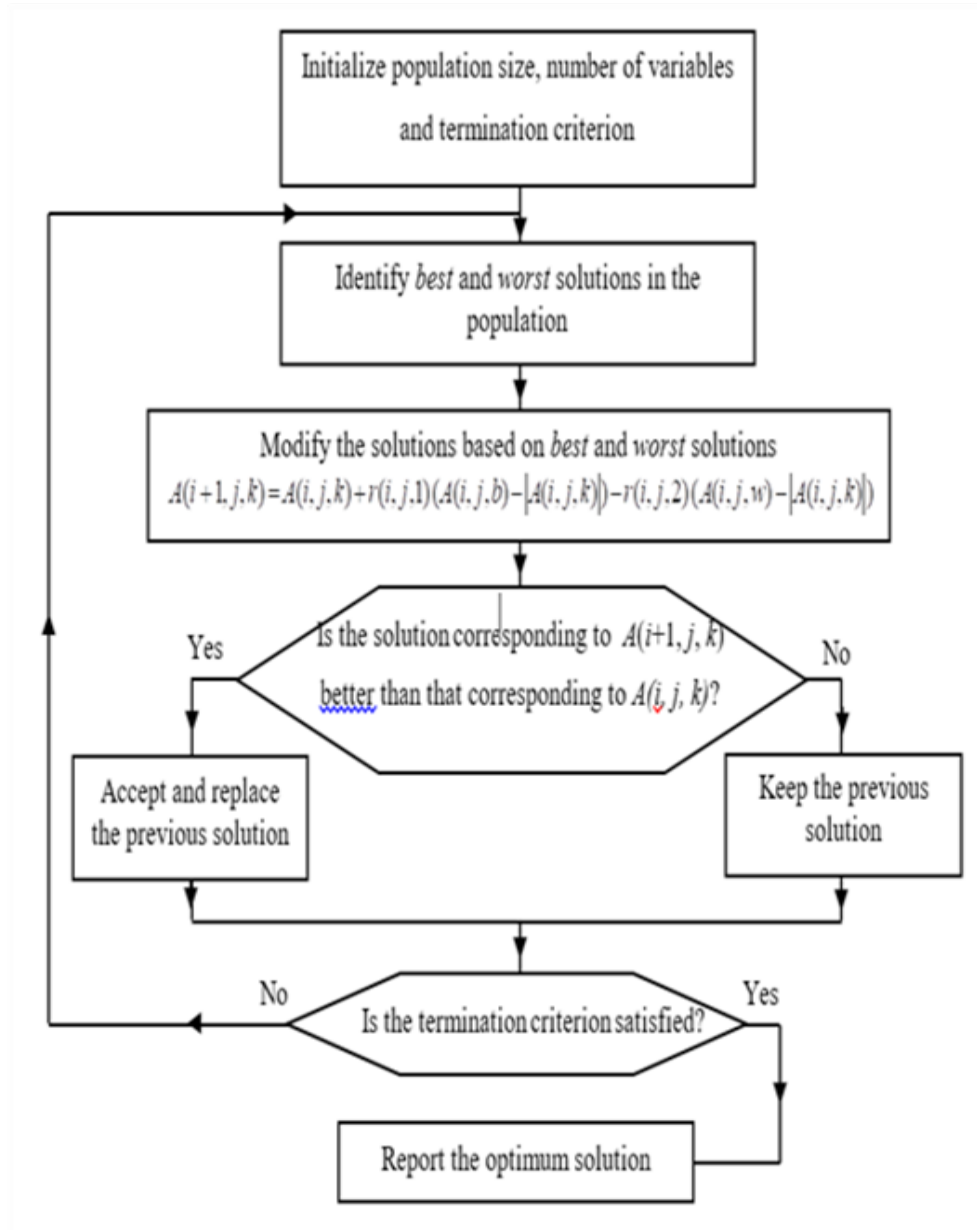 Initialize population size, number of variables
and termination criterion
Identify best and worst solutions in the
population
Modify the solutions based on best and worst solutions
A(i+1,j,k)=A(i,j,k)+r(i,j,1)(A(i,j,b)-|A(i,j,k)|)-r(i,j,2)(A(i,j,w)-|A(i,j,k)|)
Is the solution corresponding to A(i+1, j, k)
better than that corresponding to A(i, j, k)?
Yes
No
Accept and replace
the previous solution
Keep the previous
solution
Is the termination criterion satisfied?
No
Yes
Report the optimum solution